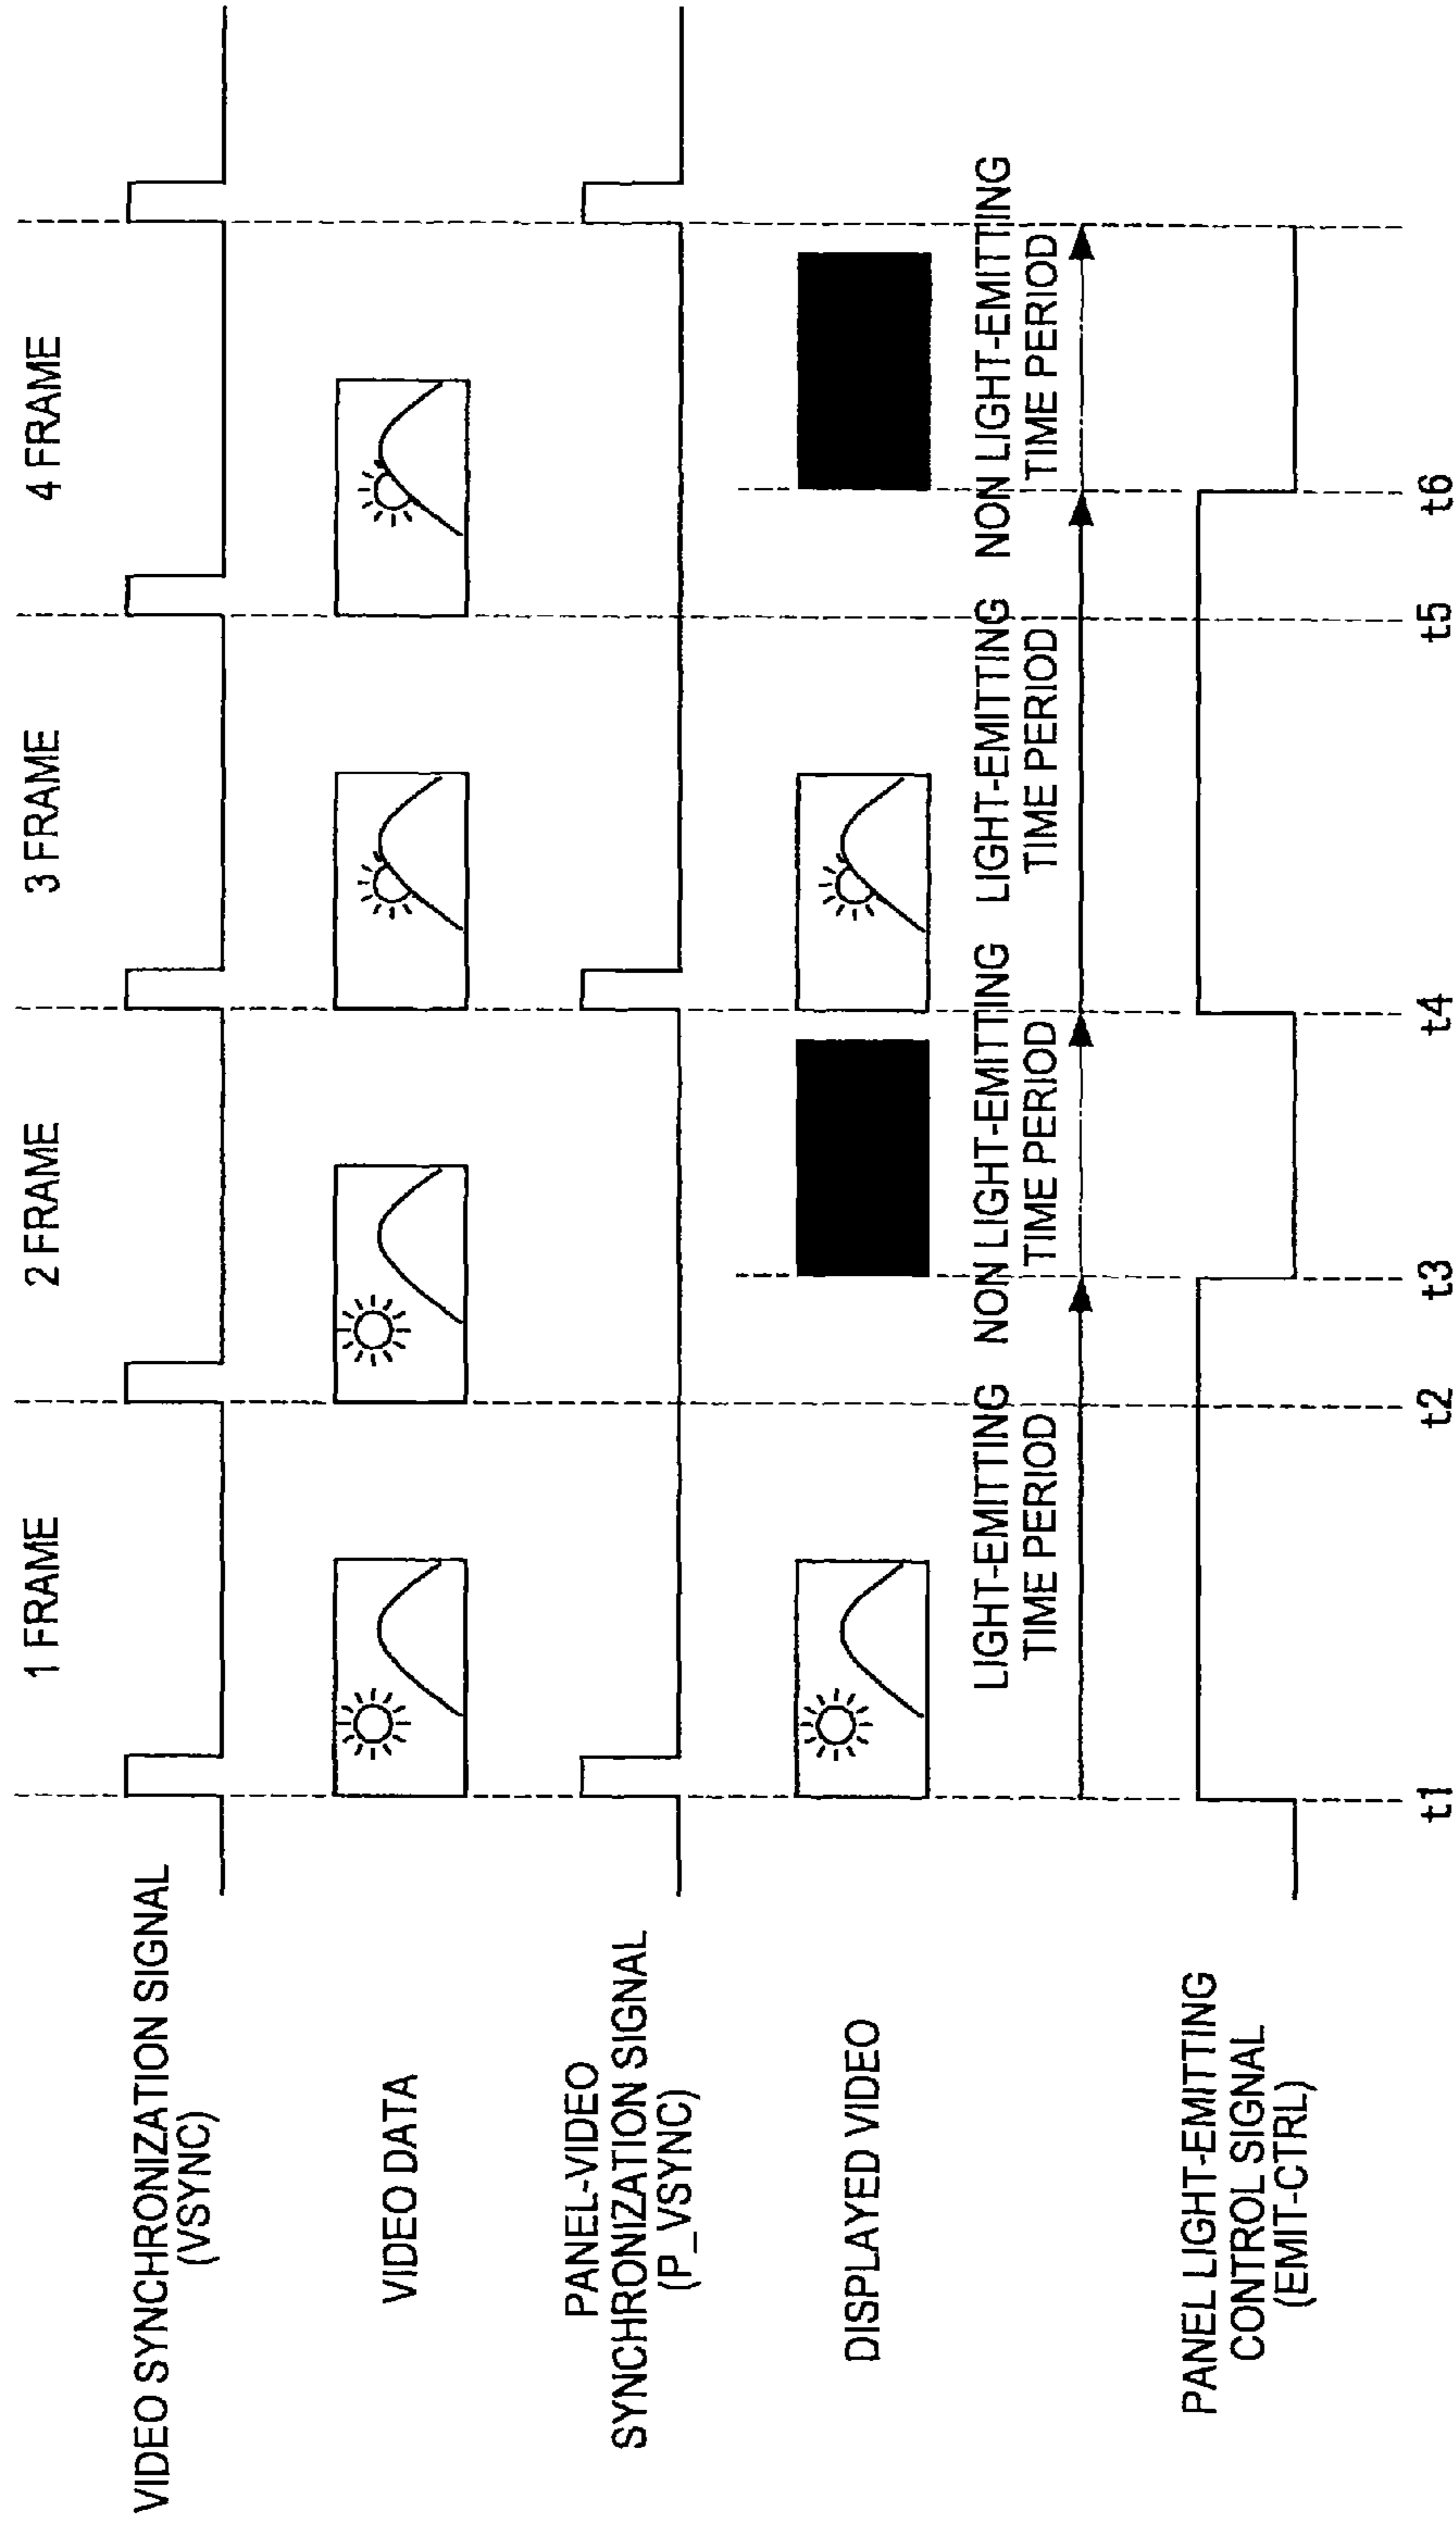 1 FRAME
2 FRAME
3 FRAME
4 FRAME
VIDEO SYNCHRONIZATION SIGNAL
(VSYNC)
VIDEO DATA
PANEL-VIDEO
SYNCHRONIZATION SIGNAL
(P_VSYNC)
DISPLAYED VIDEO
LIGHT-EMITTING
TIME PERIOD
NON LIGHT-EMITTING
TIME PERIOD
LIGHT-EMITTING
TIME PERIOD
NON LIGHT-EMITTING
TIME PERIOD
PANEL LIGHT-EMITTING
CONTROL SIGNAL
(EMIT-CTRL)
t1
t2
t3
t4
t5
t6